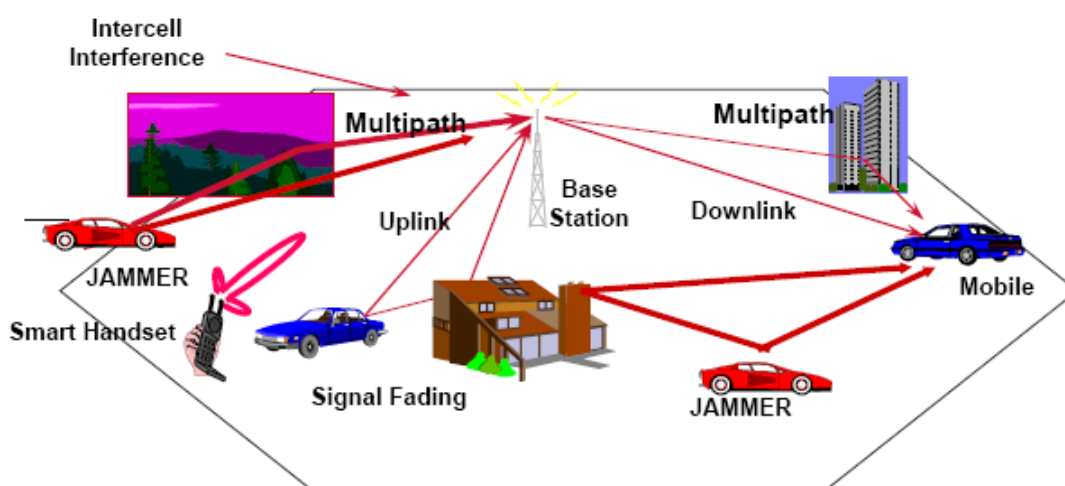 Intercell
Interference
Multipath
Multipath
Base
Station
Uplink
Downlink
JAMMER
Mobile
Smart Handset
Signal Fading
JAMMER